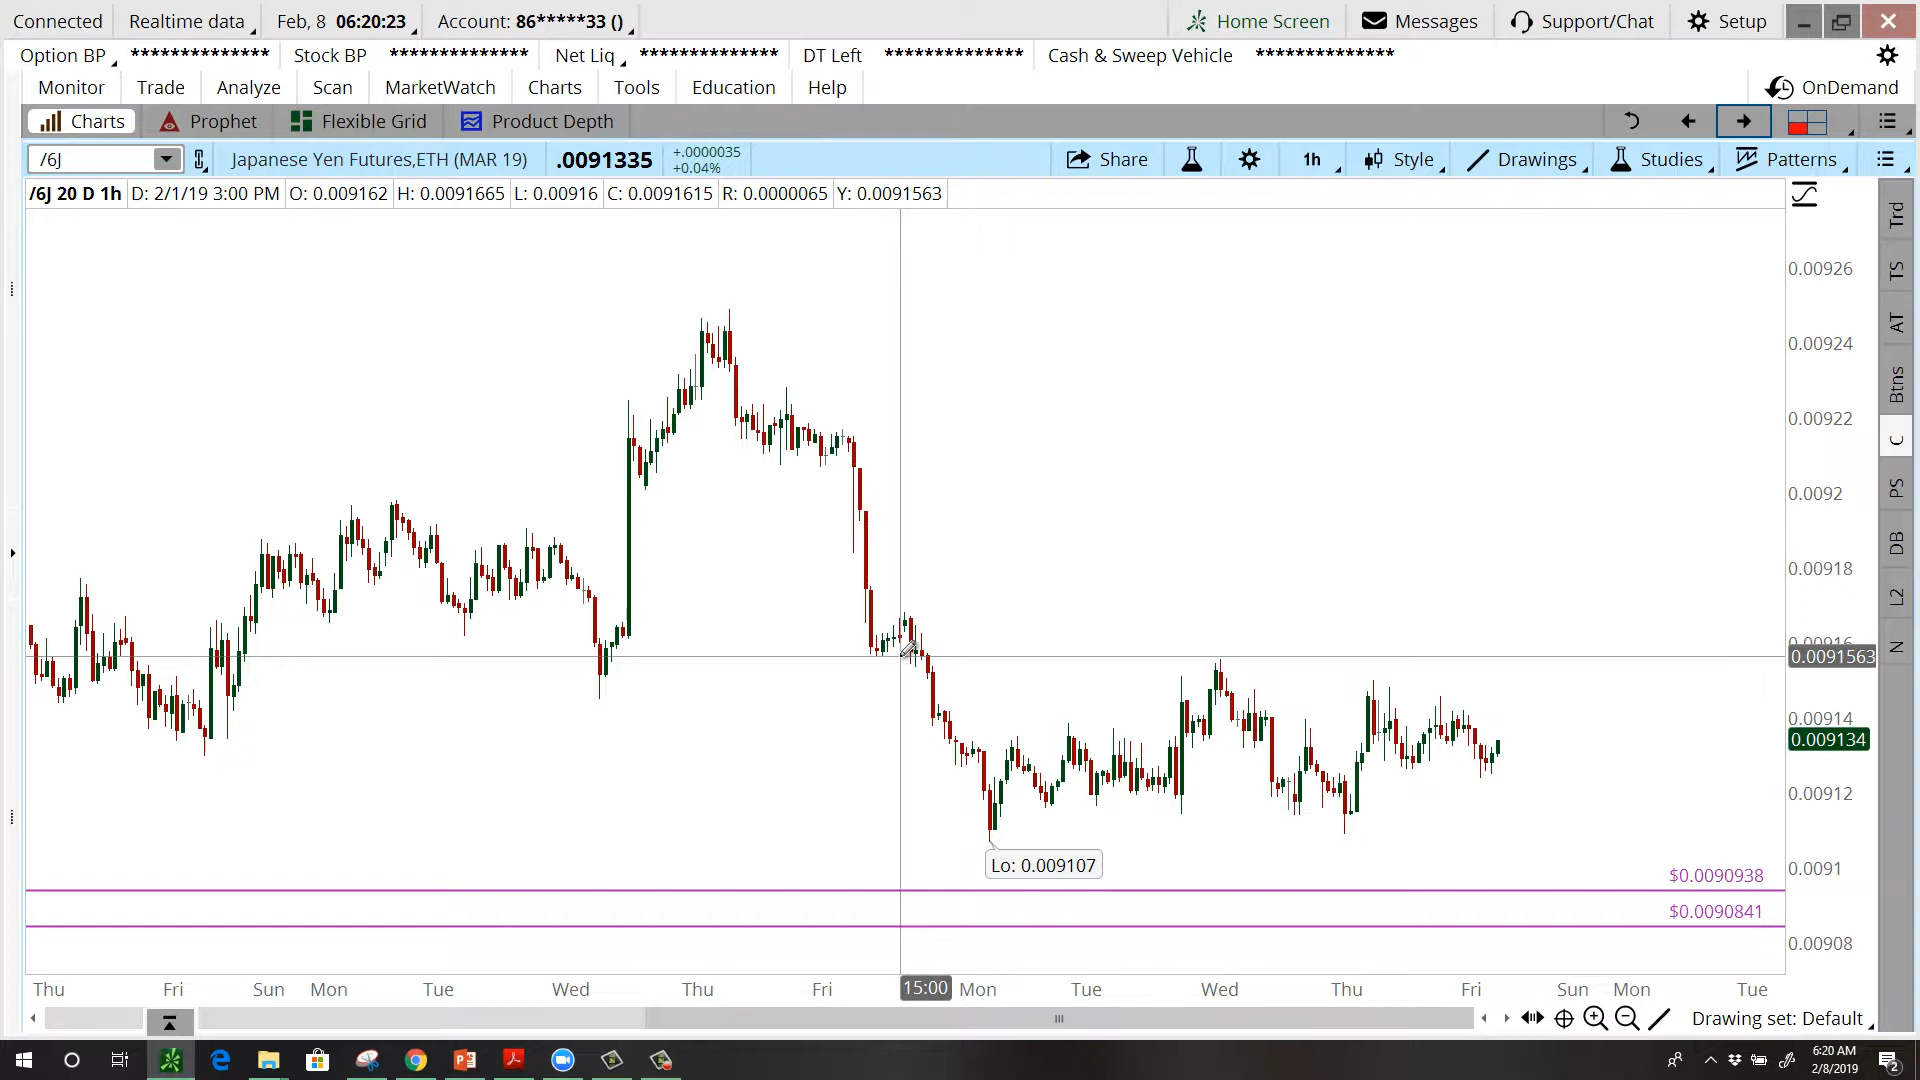 Connected Realtime data Feb, 8 06:20:23 Account: 86*****33 () Home Screen Messages Support/Chat Setup
Option BP ************** Stock BP ************** Net Liq ************** DT Left ************** Cash & Sweep Vehicle **************
Monitor Trade Analyze Scan MarketWatch Charts Tools Education Help OnDemand
Charts Prophet Flexible Grid Product Depth
/6J Japanese Yen Futures,ETH (MAR 19) .0091335 +.0000035 Share 1h Style Drawings Studies Patterns
+0.04%
/6J 20 D 1h D: 2/1/19 3:00 PM O: 0.009162 H: 0.0091665 L: 0.00916 C: 0.0091615 R: 0.0000065 Y: 0.0091563
Trd
TS
AT
Btns
C
PS
DB
L2
N
0.00926
0.00924
0.00922
0.0092
0.00918
0.00916
0.0091563
0.00914
0.009134
0.00912
Lo: 0.009107
0.0091
$0.0090938
$0.0090841
0.00908
Thu Fri Sun Mon Tue Wed Thu Fri 15:00 Mon Tue Wed Thu Fri Sun Mon Tue
Drawing set: Default
6:20 AM
2/8/2019
2